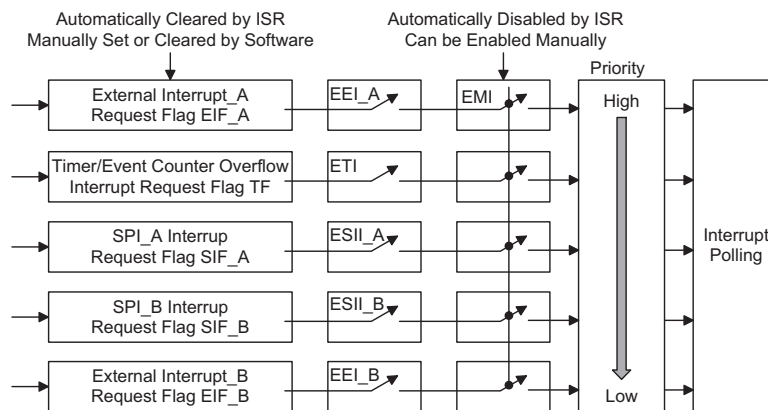 Automatically Cleared by ISR
Manually Set or Cleared by Software
Automatically Disabled by ISR
Can be Enabled Manually
Priority
External Interrupt_A
Request Flag EIF_A
EEI_A
EMI
High
Timer/Event Counter Overflow
Interrupt Request Flag TF
ETI
SPI_A Interrup
Request Flag SIF_A
ESII_A
Interrupt
Polling
SPI_B Interrup
Request Flag SIF_B
ESII_B
External Interrupt_B
Request Flag EIF_B
EEI_B
Low